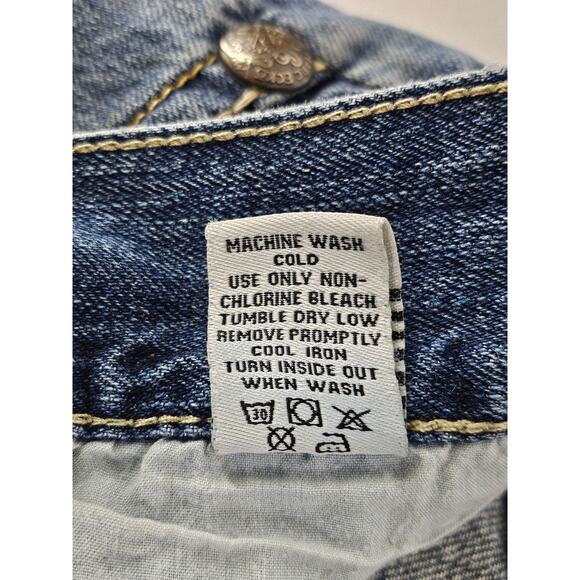 MACHINE WASH
COLD
USE ONLY NON-
CHLORINE BLEACH
TUMBLE DRY LOW
REMOVE PROMPTLY
COOL IRON
TURN INSIDE OUT
WHEN WASH
30